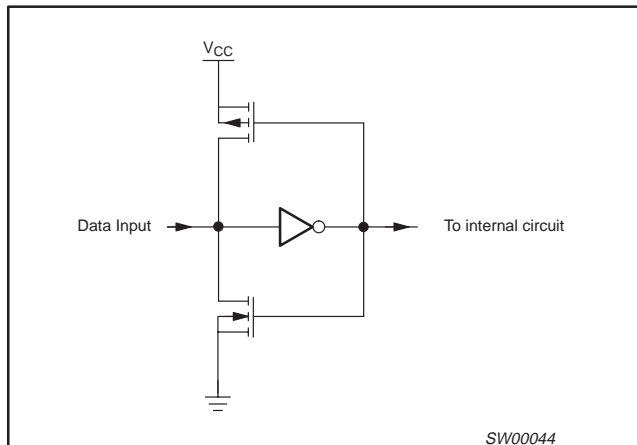 VCC
Data Input
To internal circuit
SW00044